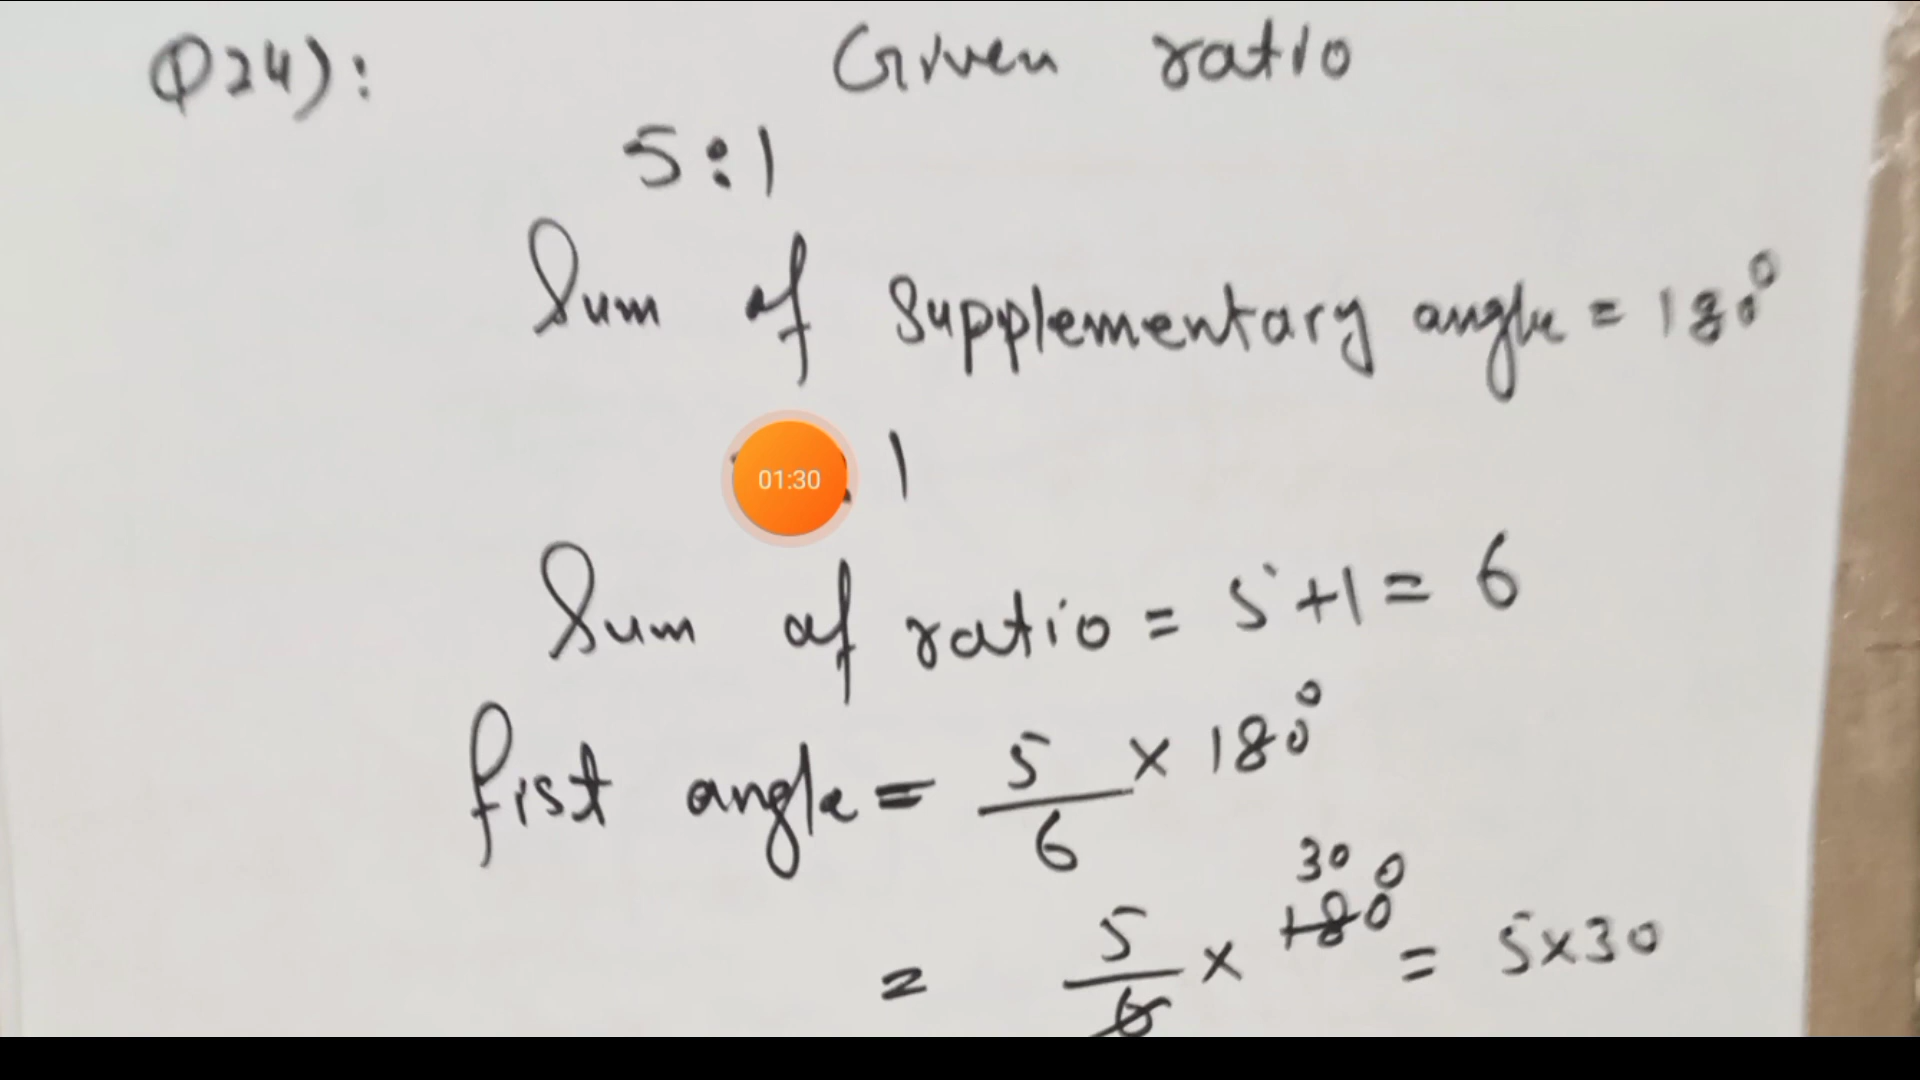 Q24): Given ratio
5:1
Sum of Supplementary angle = 180°
01:30 1
Sum of ratio = 5+1 = 6
fist angle = 5/6 × 180°
= 5/6 × 180° 30 = 5×30